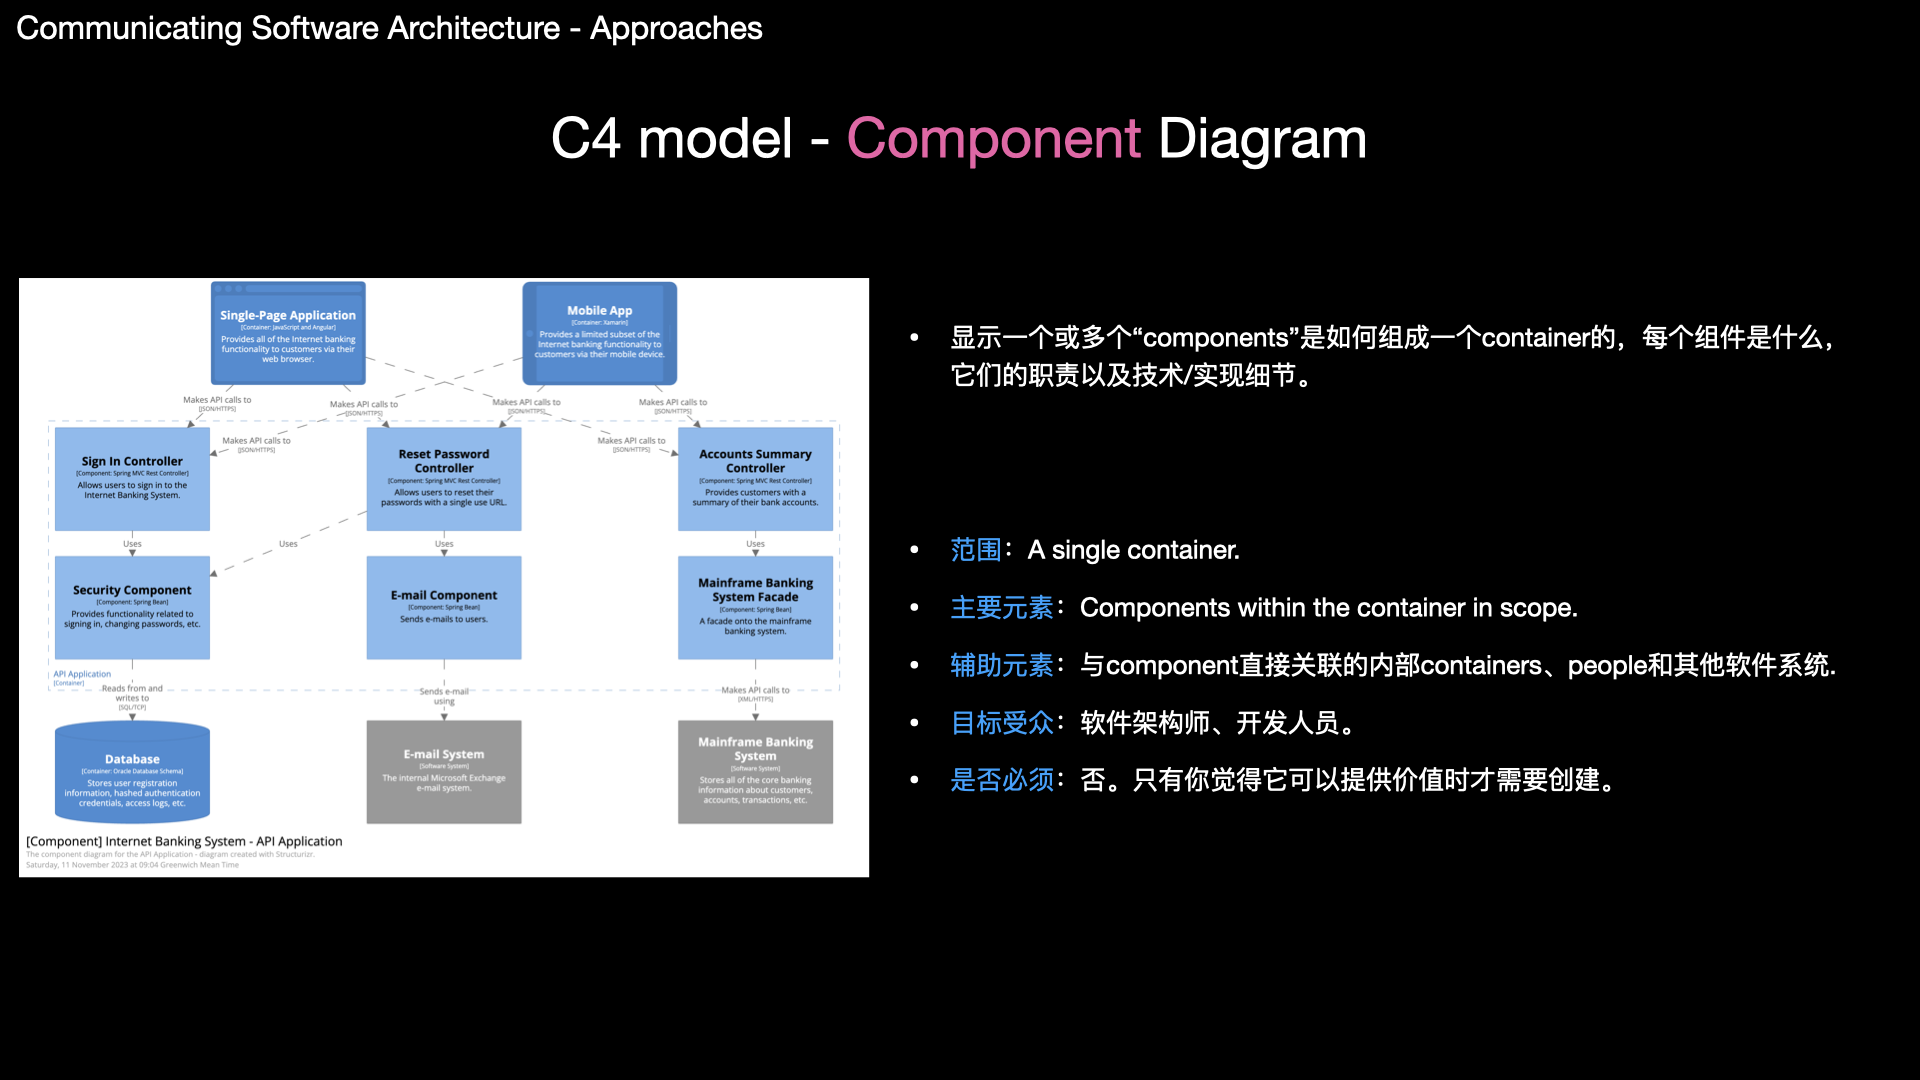 Communicating Software Architecture - Approaches
C4 model - Component Diagram
Single-Page Application
[Container: JavaScript and Angular]
Provides all of the Internet banking
functionality to customers via their
web browser.
Mobile App
[Container: Xamarin]
Provides a limited subset of the
Internet banking functionality to
customers via their mobile device.
Makes API calls to
[JSON/HTTPS]
Makes API calls to
[JSON/HTTPS]
Makes API calls to
[JSON/HTTPS]
Makes API calls to
[JSON/HTTPS]
Makes API calls to
[JSON/HTTPS]
Makes API calls to
[JSON/HTTPS]
Sign In Controller
[Component: Spring MVC Rest Controller]
Allows users to sign in to the
Internet Banking System.
Reset Password
Controller
[Component: Spring MVC Rest Controller]
Allows users to reset their
passwords with a single use URL.
Accounts Summary
Controller
[Component: Spring MVC Rest Controller]
Provides customers with a
summary of their bank accounts.
Uses
Uses
Uses
Uses
Security Component
[Component: Spring Bean]
Provides functionality related to
signing in, changing passwords, etc.
E-mail Component
[Component: Spring Bean]
Sends e-mails to users.
Mainframe Banking
System Facade
[Component: Spring Bean]
A facade onto the mainframe
banking system.
API Application
[Container]
Reads from and
writes to
[SQL/TCP]
Sends e-mail
using
Makes API calls to
[XML/HTTPS]
Database
[Container: Oracle Database Schema]
Stores user registration
information, hashed authentication
credentials, access logs, etc.
E-mail System
[Software System]
The internal Microsoft Exchange
e-mail system.
Mainframe Banking
System
[Software System]
Stores all of the core banking
information about customers,
accounts, transactions, etc.
[Component] Internet Banking System - API Application
The component diagram for the API Application - diagram created with Structurizr.
Saturday, 11 November 2023 at 09:04 Greenwich Mean Time
• 显示一个或多个“components”是如何组成一个container的，每个组件是什么，
它们的职责以及技术/实现细节。
• 范围：A single container.
• 主要元素：Components within the container in scope.
• 辅助元素：与component直接关联的内部containers、people和其他软件系统.
• 目标受众：软件架构师、开发人员。
• 是否必须：否。只有你觉得它可以提供价值时才需要创建。